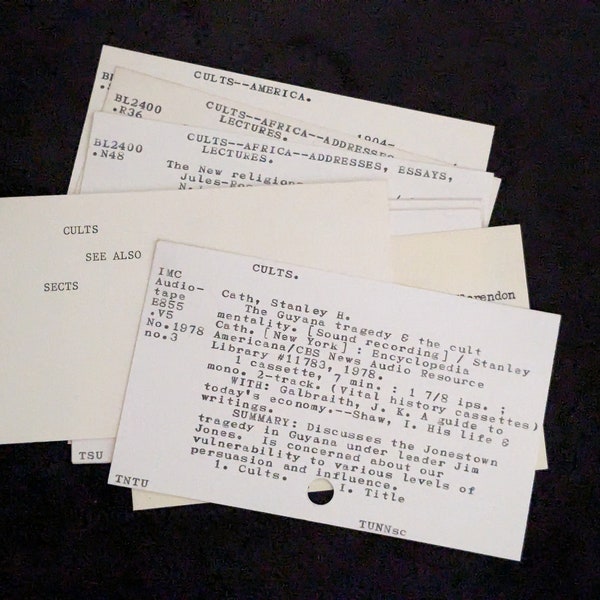 CULTS--AMERICA.
BL2400
.R36
CULTS--AFRICA--ADDRESSES
LECTURES.
BL2400
.N48
CULTS--AFRICA--ADDRESSES, ESSAYS,
LECTURES.
The New religions
CULTS
SEE ALSO
SECTS
CULTS.
IMC
Audio-
tape
E855
.V5
No.1978
no.3
Cath, Stanley H.
The Guyana tragedy & the cult
mentality. [Sound recording] / Stanley
Cath. [New York] : Encyclopedia
Americana/CBS News Audio Resource
Library #11783, 1978.
1 cassette, 7 min. : 1 7/8 ips. ;
mono. 2-track. (Vital history cassettes)
WITH: Galbraith, J. K. A guide to
today's economy.--Shaw, I. His life &
writings.
SUMMARY: Discusses the Jonestown
tragedy in Guyana under leader Jim
Jones. Is concerned about our
vulnerability to various levels of
persuasion and influence.
1. Cults. I. Title
TNTU
TUNNsc
TSU